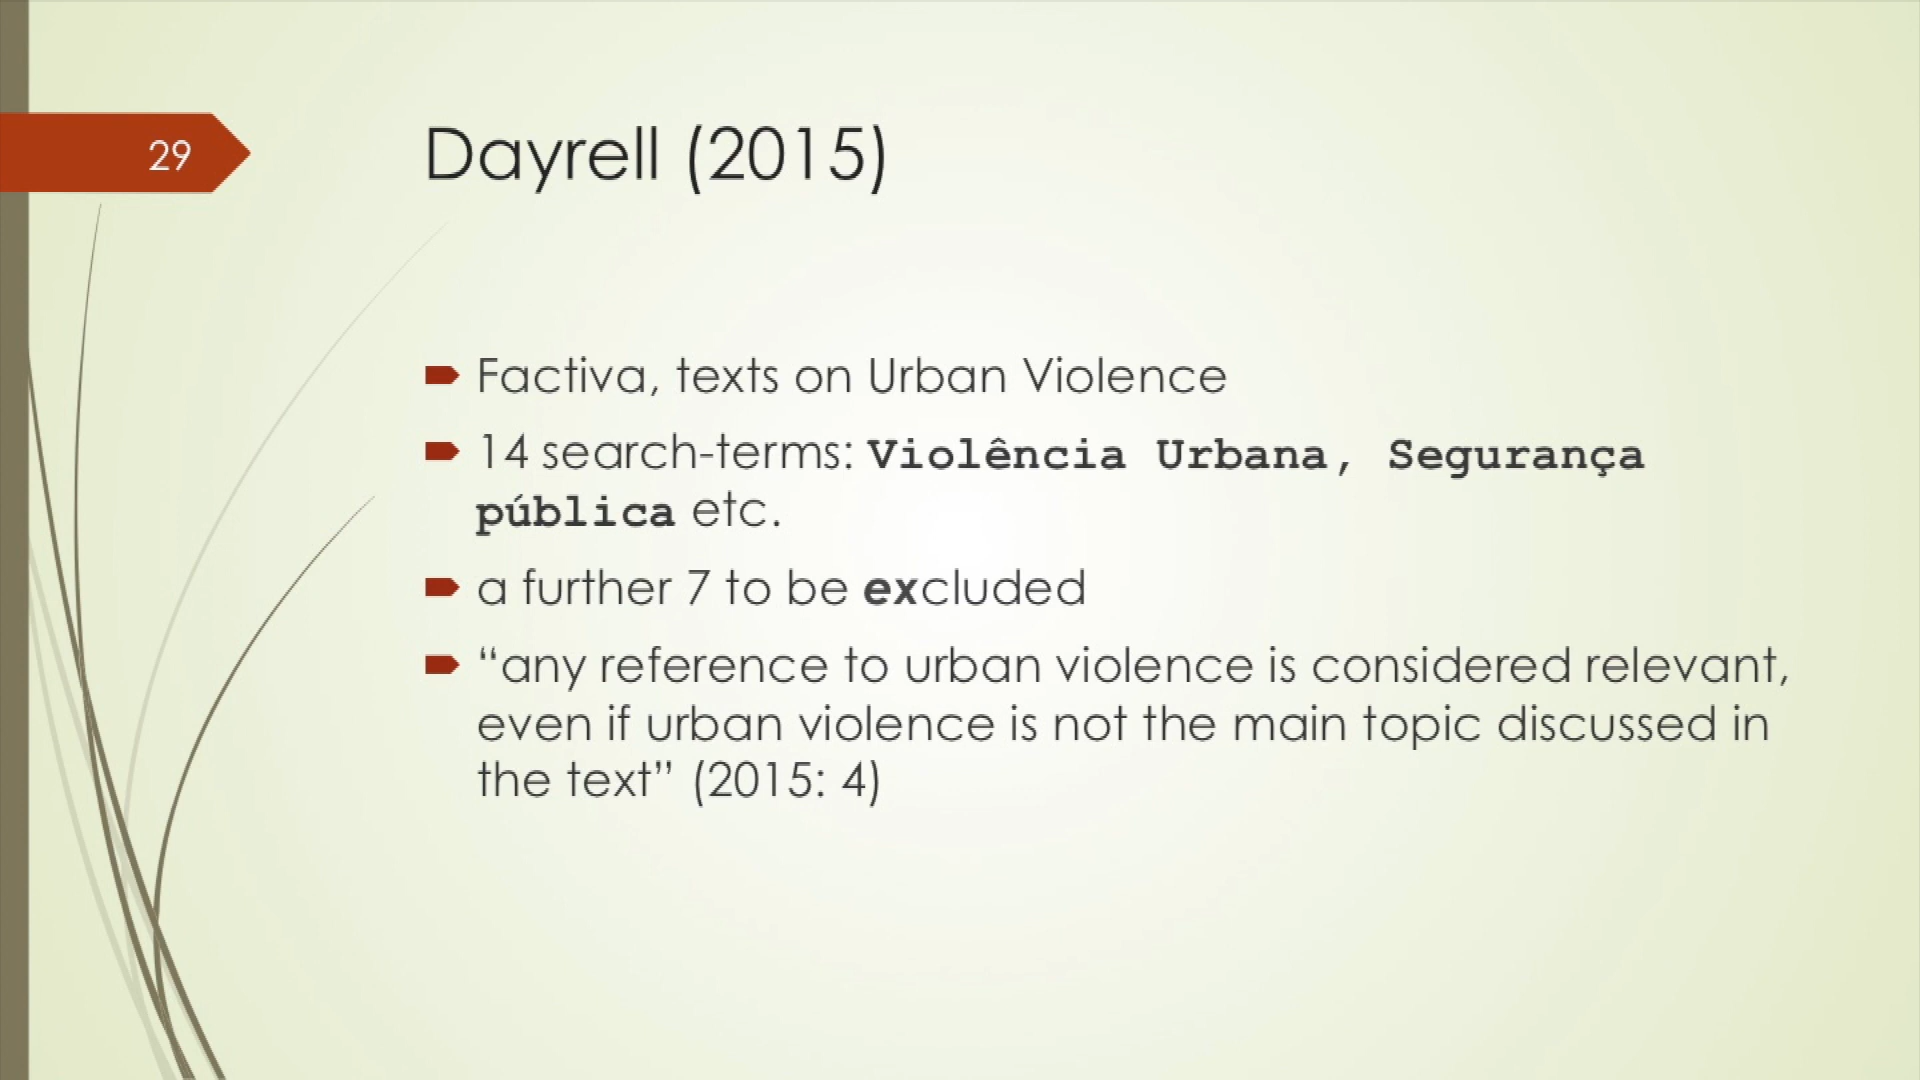 29
Dayrell (2015)
Factiva, texts on Urban Violence
14 search-terms: Violência Urbana, Segurança
pública etc.
a further 7 to be excluded
“any reference to urban violence is considered relevant,
even if urban violence is not the main topic discussed in
the text” (2015: 4)